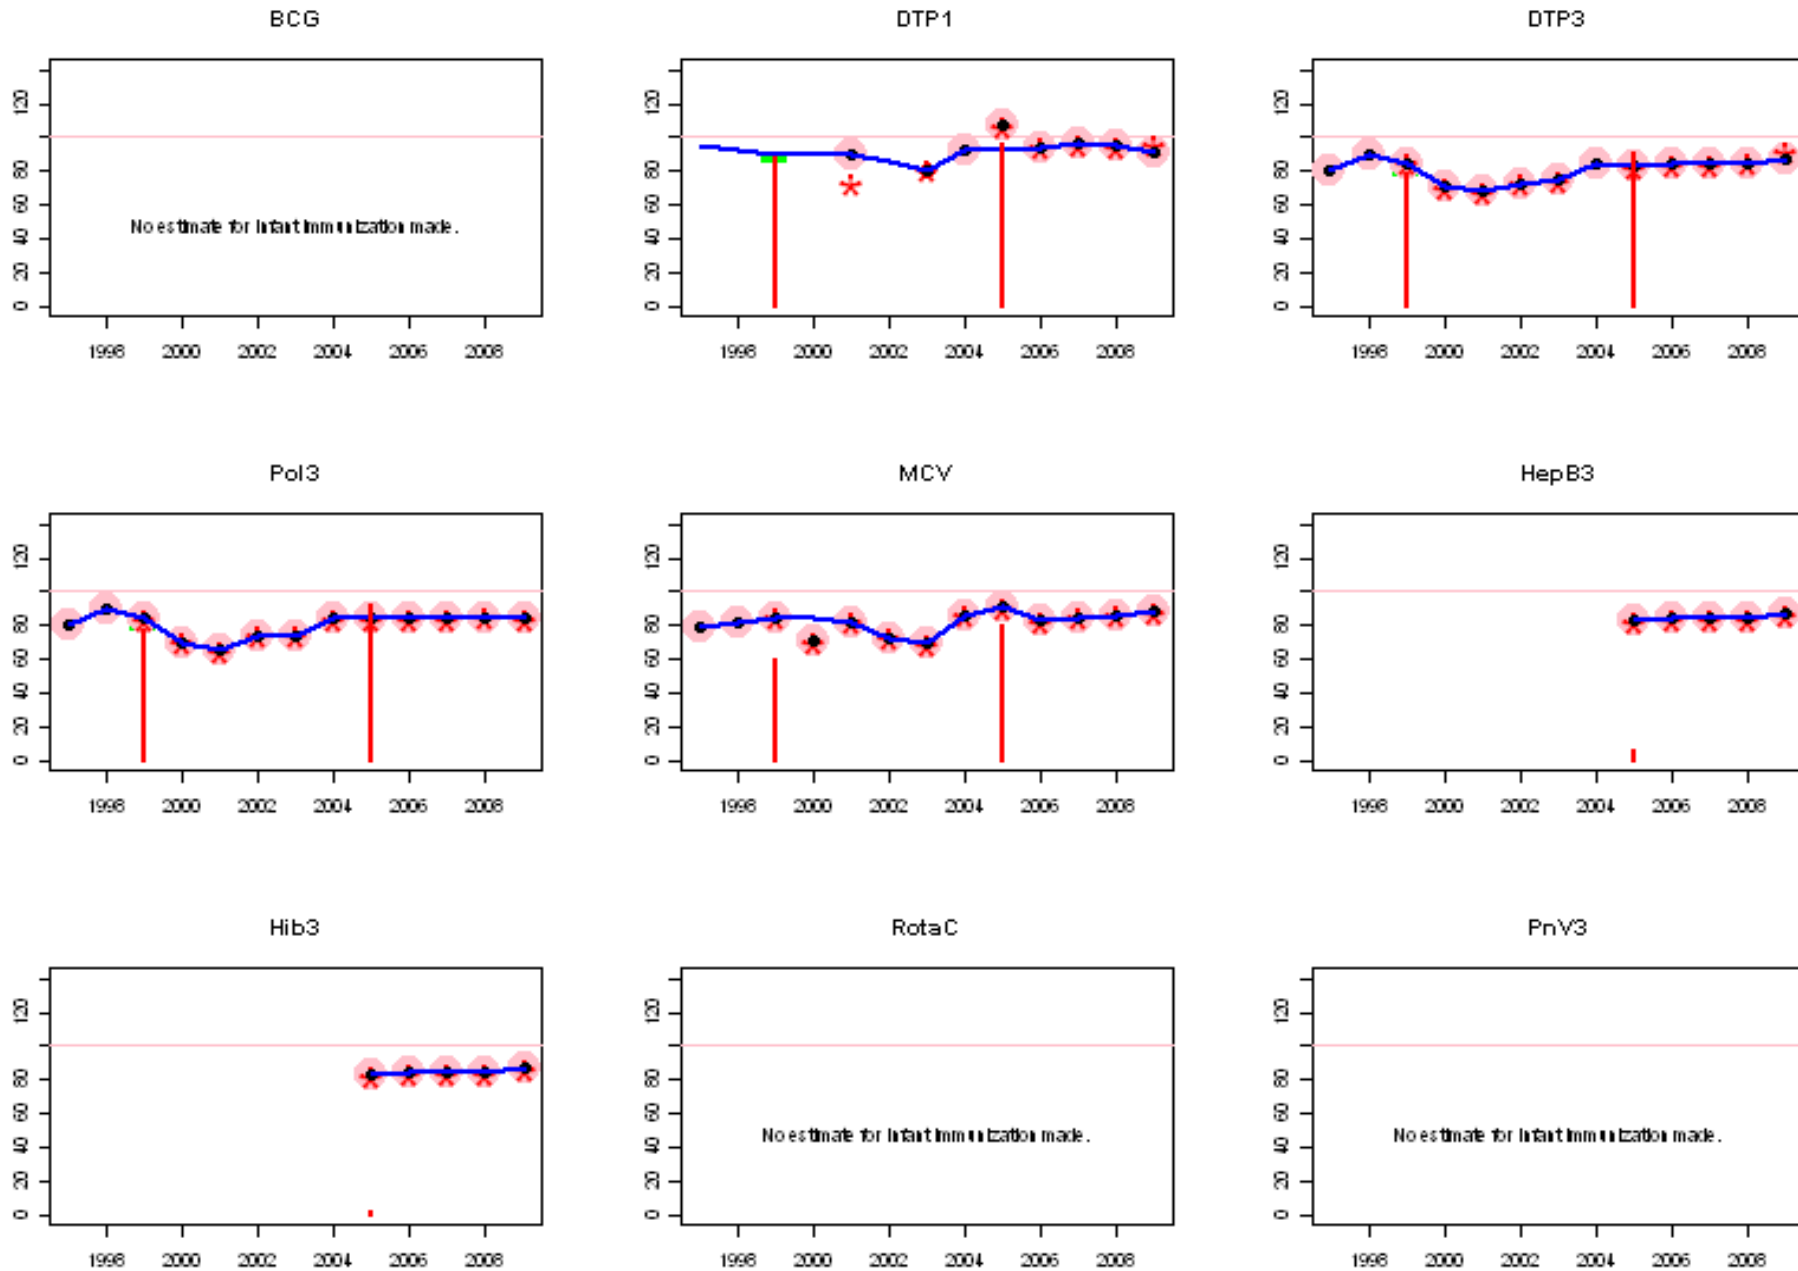 BCG DTP1 DTP3
120 120 120
80 80 80
60 60 60
40 No estimate for infant immunization made. 40 40
20 20 20
0 0 0
1998 2000 2002 2004 2006 2008 1998 2000 2002 2004 2006 2008 1998 2000 2002 2004 2006 2008
Pol3 MCV HepB3
120 120 120
80 80 80
60 60 60
40 40 40
20 20 20
0 0 0
1998 2000 2002 2004 2006 2008 1998 2000 2002 2004 2006 2008 1998 2000 2002 2004 2006 2008
Hib3 RotaC PnV3
120 120 120
80 80 80
60 60 60
40 40 No estimate for infant immunization made. 40 No estimate for infant immunization made.
20 20 20
0 0 0
1998 2000 2002 2004 2006 2008 1998 2000 2002 2004 2006 2008 1998 2000 2002 2004 2006 2008